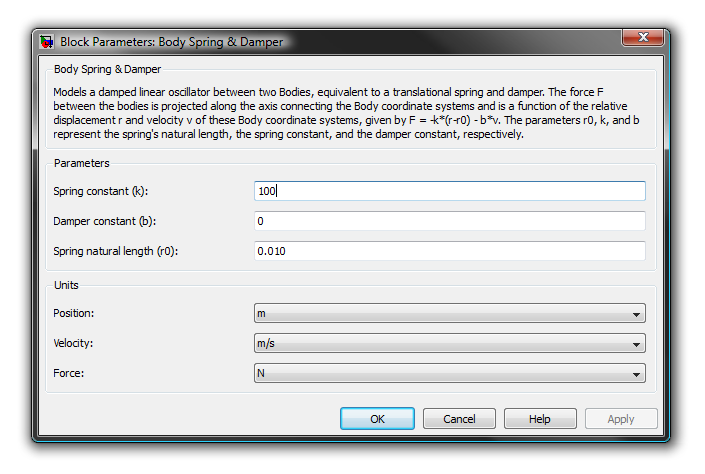 Block Parameters: Body Spring & Damper
Body Spring & Damper
Models a damped linear oscillator between two Bodies, equivalent to a translational spring and damper. The force F
between the bodies is projected along the axis connecting the Body coordinate systems and is a function of the relative
displacement r and velocity v of these Body coordinate systems, given by F = -k*(r-r0) - b*v. The parameters r0, k, and b
represent the spring's natural length, the spring constant, and the damper constant, respectively.
Parameters
Spring constant (k): 100
Damper constant (b): 0
Spring natural length (r0): 0.010
Units
Position: m
Velocity: m/s
Force: N
OK Cancel Help Apply